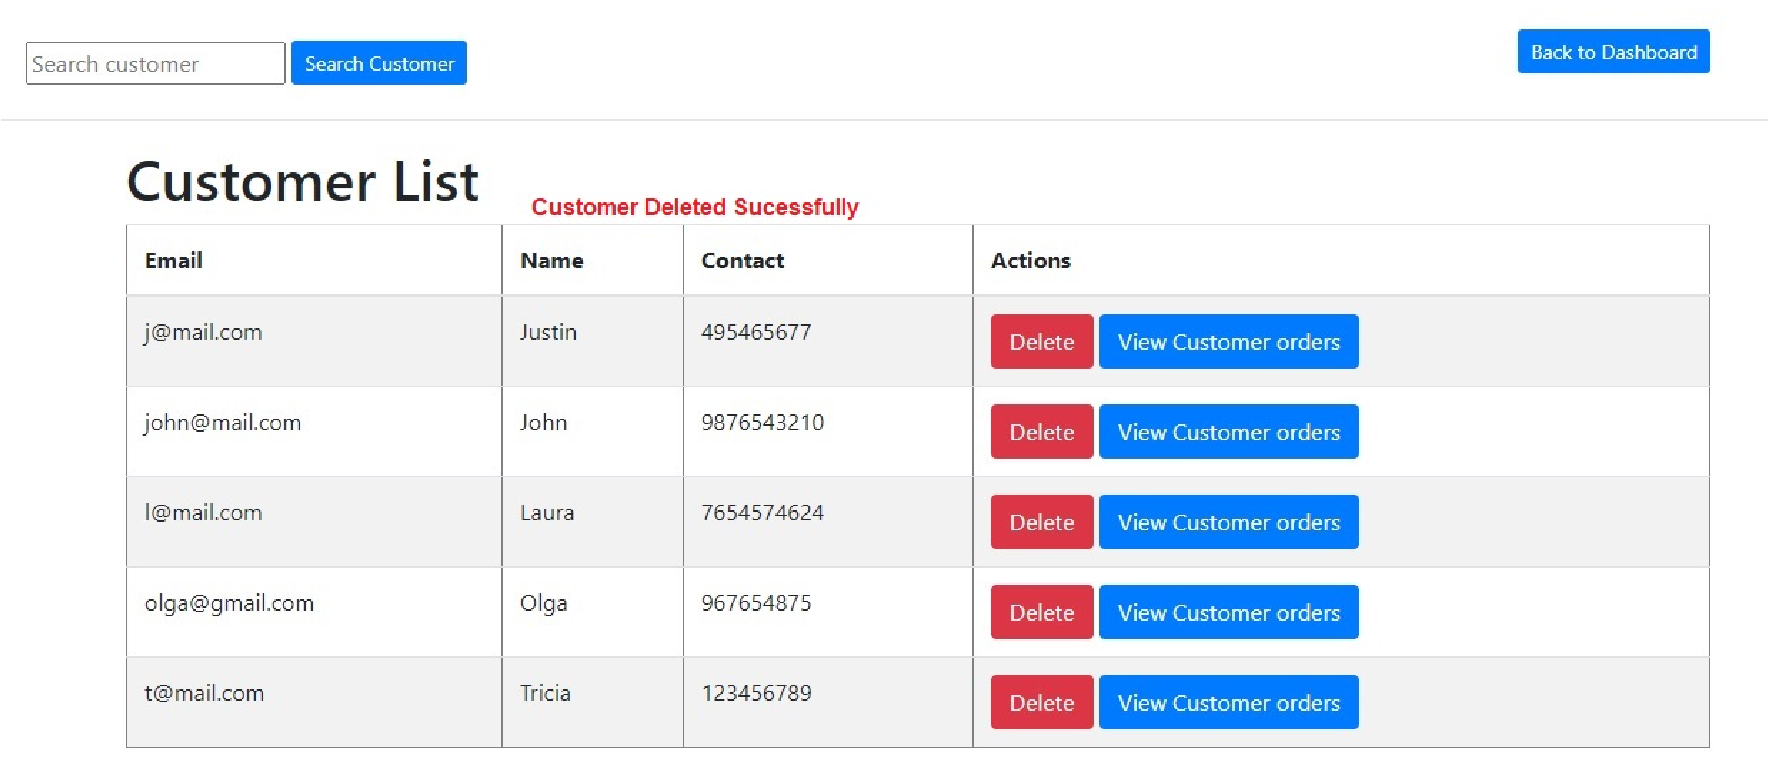 Search customer Search Customer Back to Dashboard
Customer List
Customer Deleted Sucessfully
Email Name Contact Actions
j@mail.com Justin 495465677 Delete View Customer orders
john@mail.com John 9876543210 Delete View Customer orders
l@mail.com Laura 7654574624 Delete View Customer orders
olga@gmail.com Olga 967654875 Delete View Customer orders
t@mail.com Tricia 123456789 Delete View Customer orders